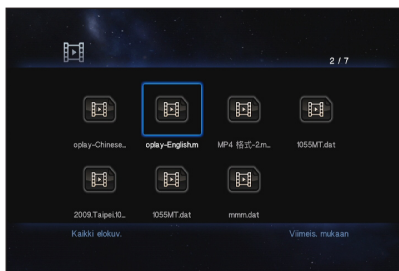 2 / 7
oplay-Chinese... oplay-English.m MP4 格式-2.m... 1055MT.dat
2009.Taipei.10... 1055MT.dat mmm.dat
Kaikki elokuv. Viimeis. mukaan